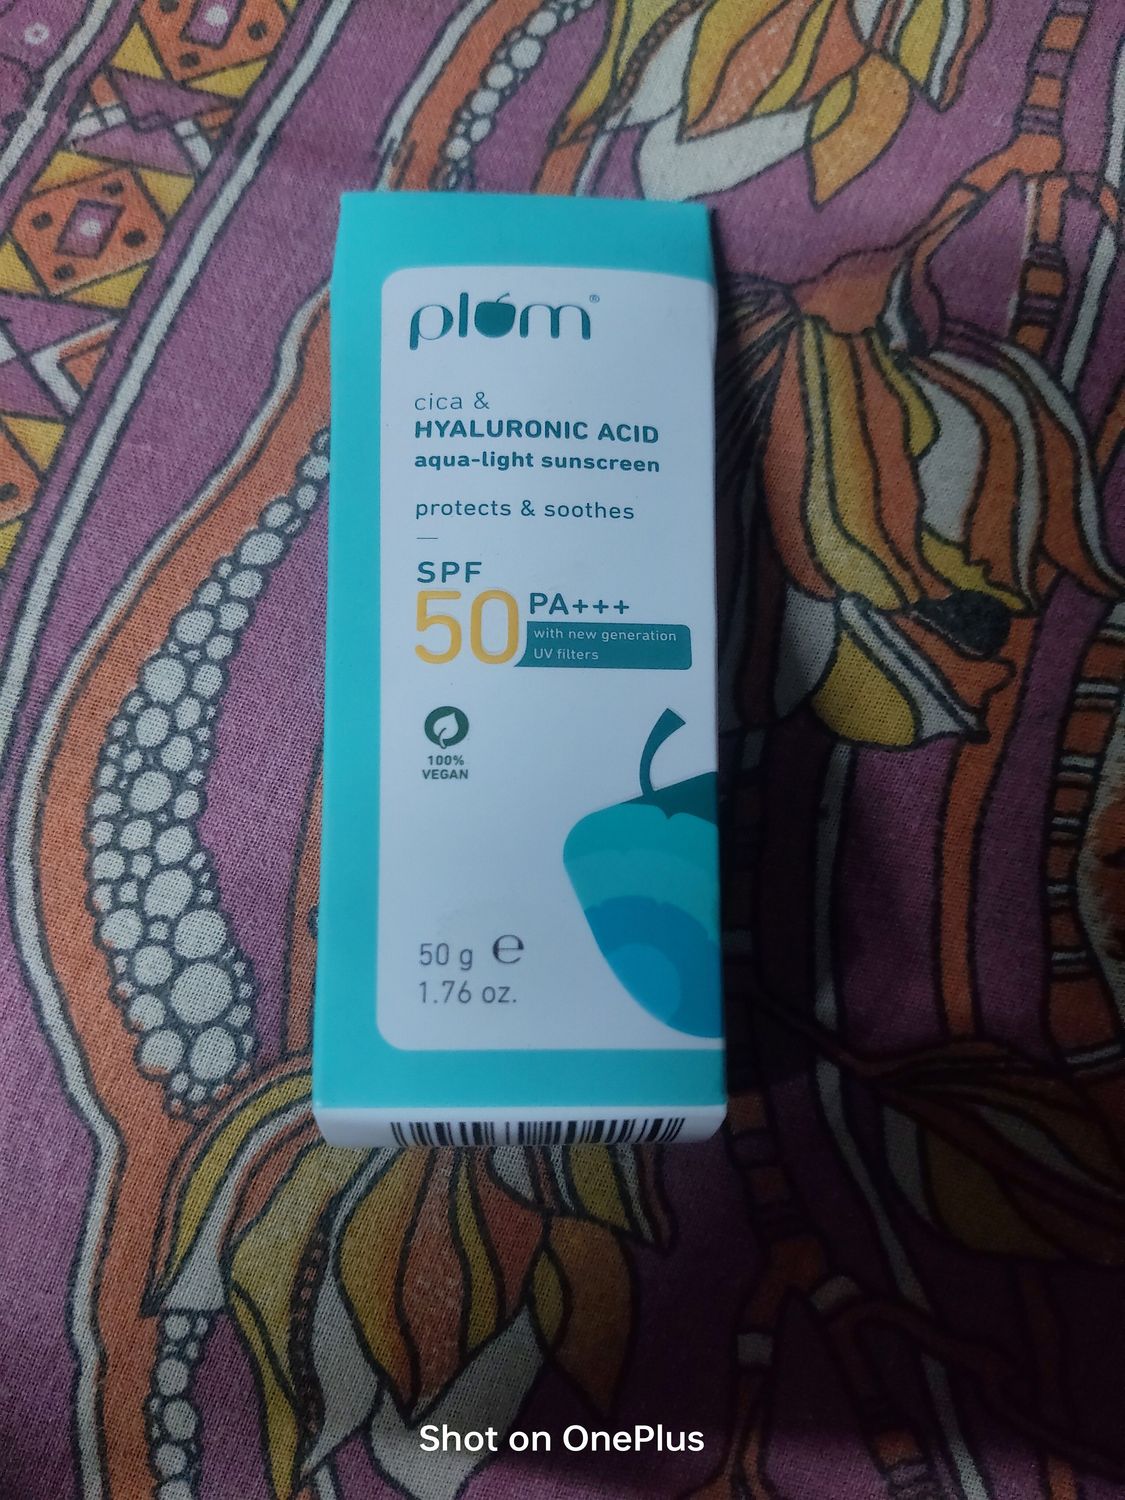 plum®
cica &
HYALURONIC ACID
aqua-light sunscreen
protects & soothes
SPF
50 PA+++
with new generation
UV filters
100%
VEGAN
50 g ℮
1.76 oz.
Shot on OnePlus